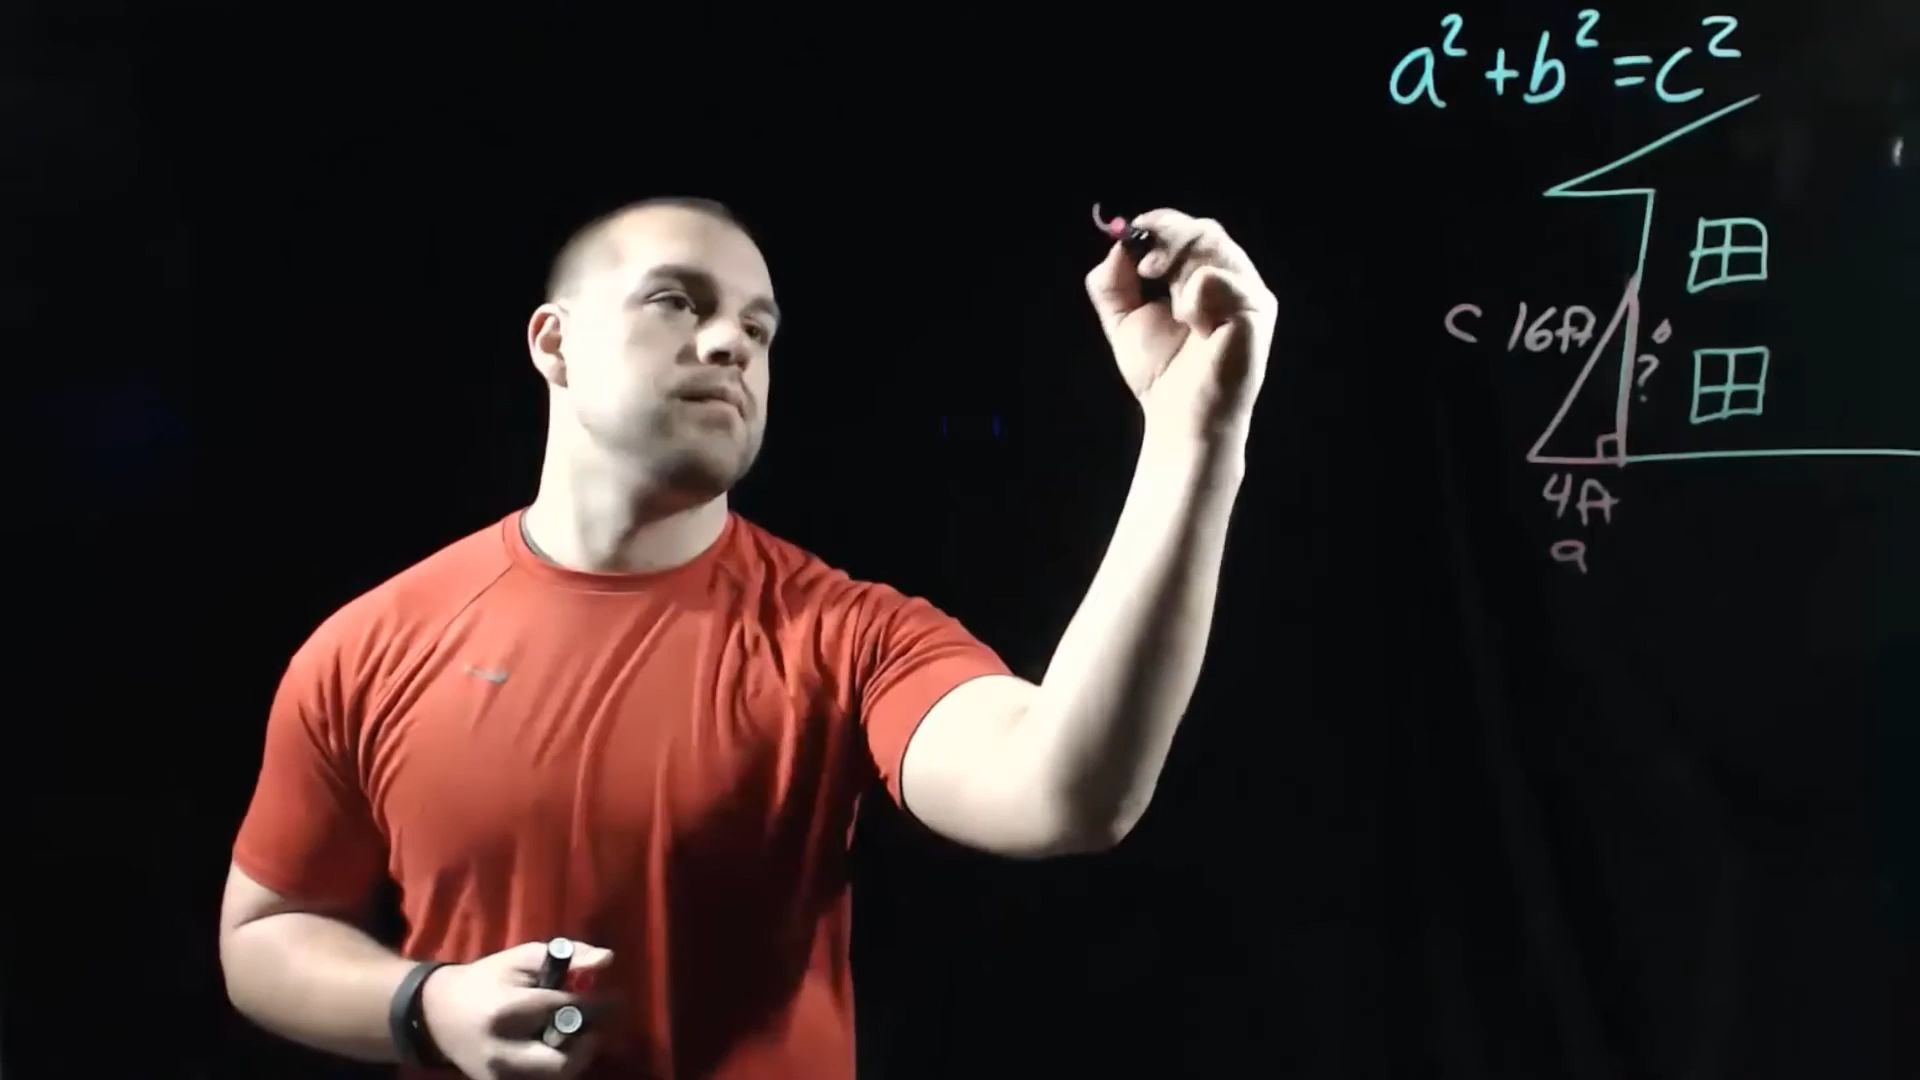 a² + b² = c²
c 16ft b
?
4ft
a